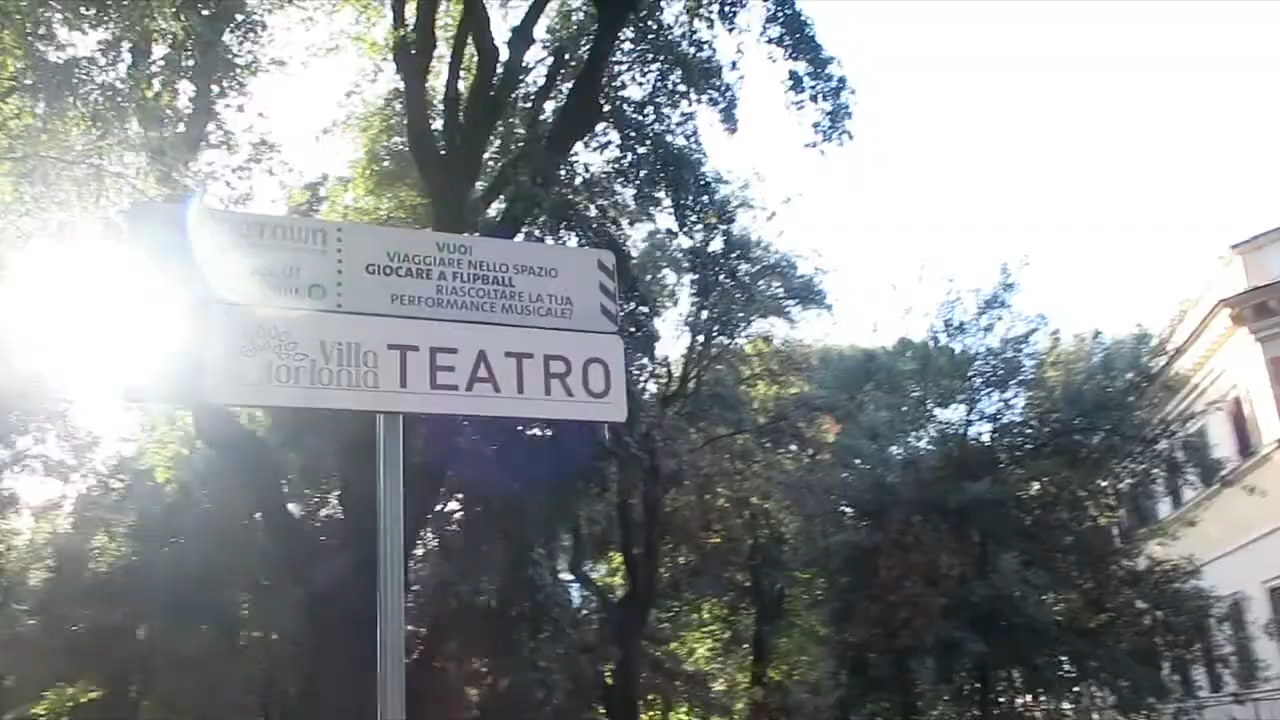 VUOI
VIAGGIARE NELLO SPAZIO
GIOCARE A FLIPBALL
RIASCOLTARE LA TUA
PERFORMANCE MUSICALE?
Villa
Torlonia
TEATRO